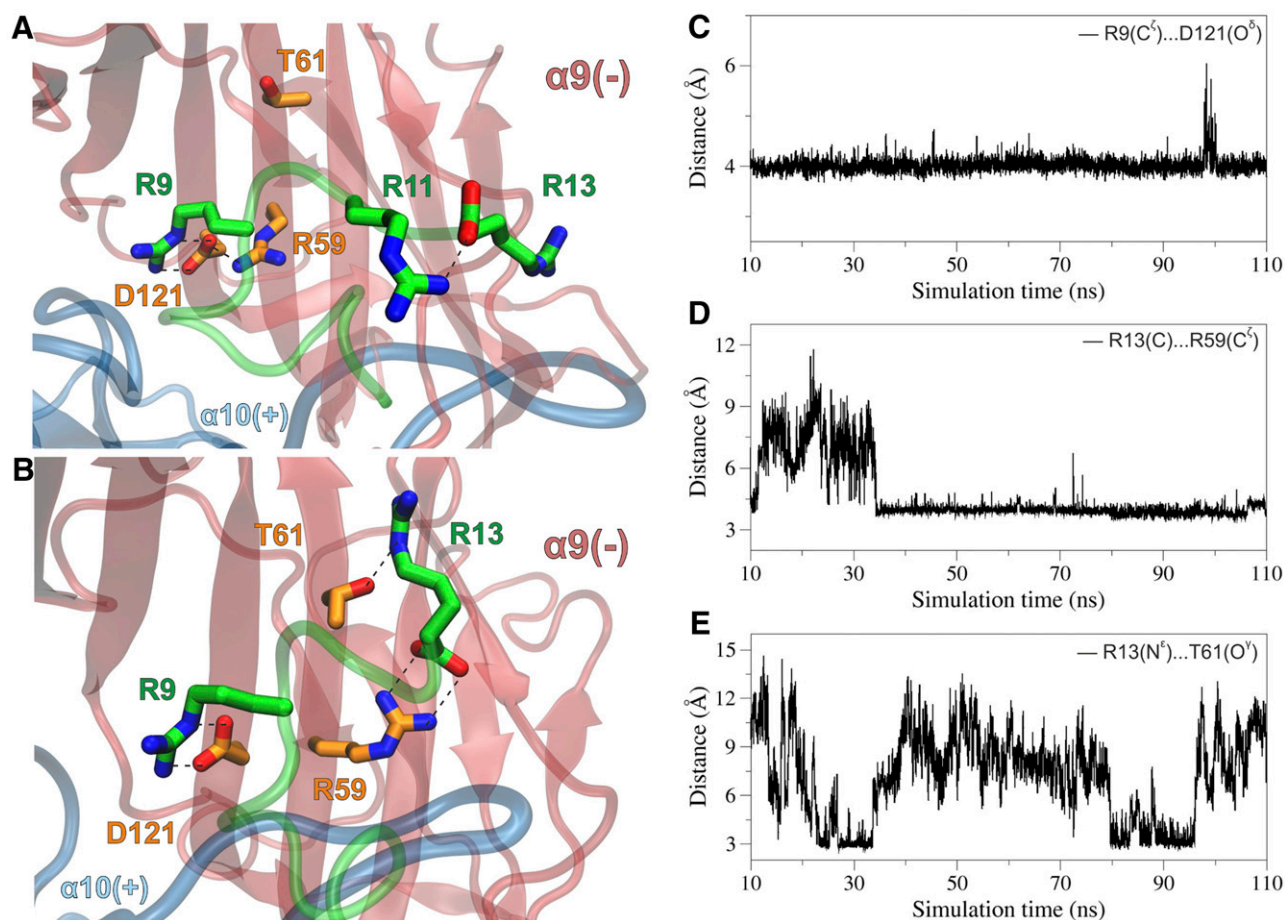 A
T61
α9(-)
R9
R11
R13
R59
D121
α10(+)
B
T61
R13
α9(-)
R9
R59
D121
α10(+)
C
R9(Cζ)...D121(Oδ)
6
4
Distance (Å)
10 30 50 70 90 110
Simulation time (ns)
D
R13(C)...R59(Cζ)
12
9
6
3
Distance (Å)
10 30 50 70 90 110
Simulation time (ns)
E
R13(Nε)...T61(Oγ)
15
12
9
6
3
Distance (Å)
10 30 50 70 90 110
Simulation time (ns)